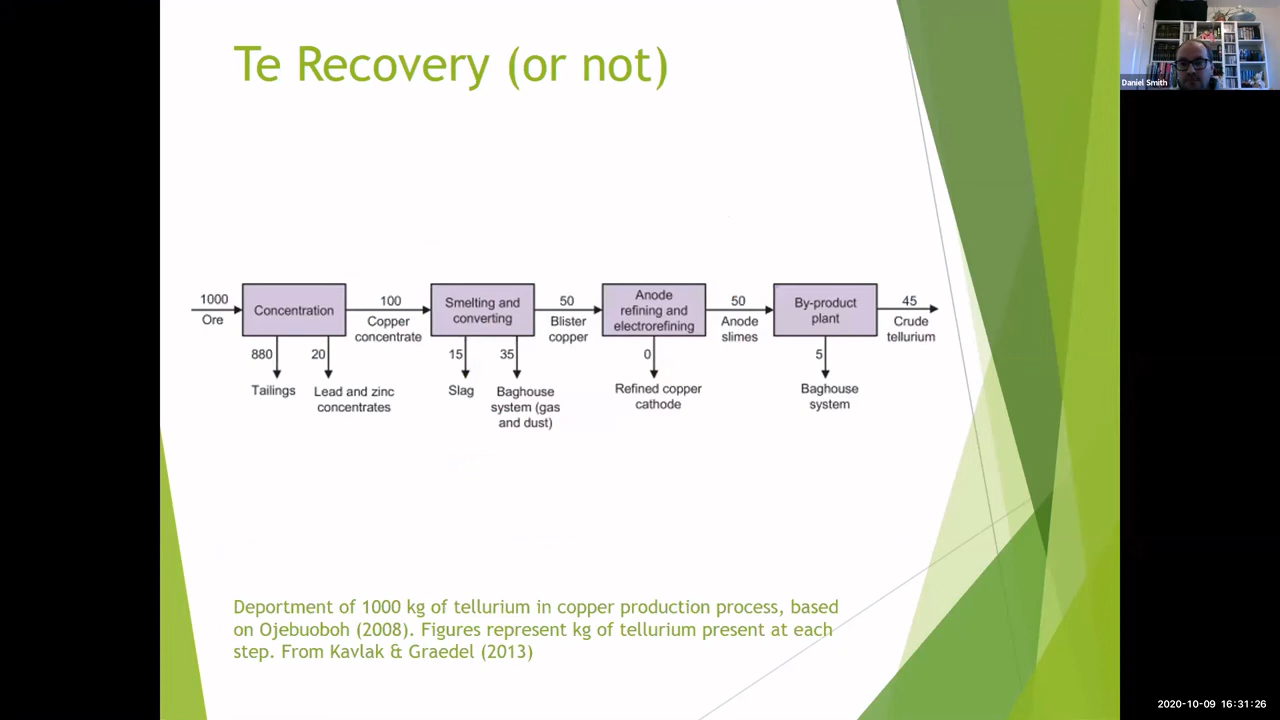 Te Recovery (or not)
Daniel Smith
1000
Ore
Concentration
880
Tailings
20
Lead and zinc
concentrates
100
Copper
concentrate
Smelting and
converting
15
Slag
35
Baghouse
system (gas
and dust)
50
Blister
copper
Anode
refining and
electrorefining
0
Refined copper
cathode
50
Anode
slimes
By-product
plant
5
Baghouse
system
45
Crude
tellurium
Deportment of 1000 kg of tellurium in copper production process, based
on Ojebuoboh (2008). Figures represent kg of tellurium present at each
step. From Kavlak & Graedel (2013)
2020-10-09 16:31:26